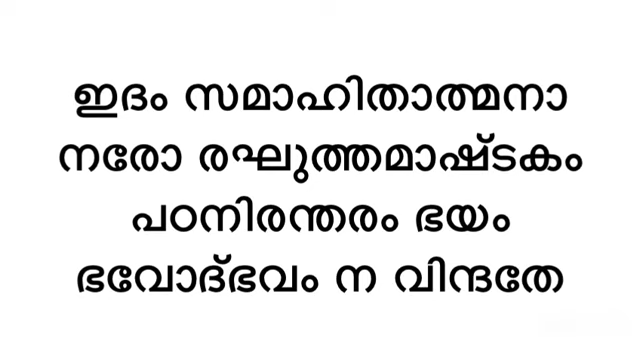 ഇദം സമാഹിതാത്മനാ
നരോ രഘുത്തമാഷ്ടകം
പഠനിരന്തരം ഭയം
ഭവോദ്ഭവം ന വിന്ദതേ